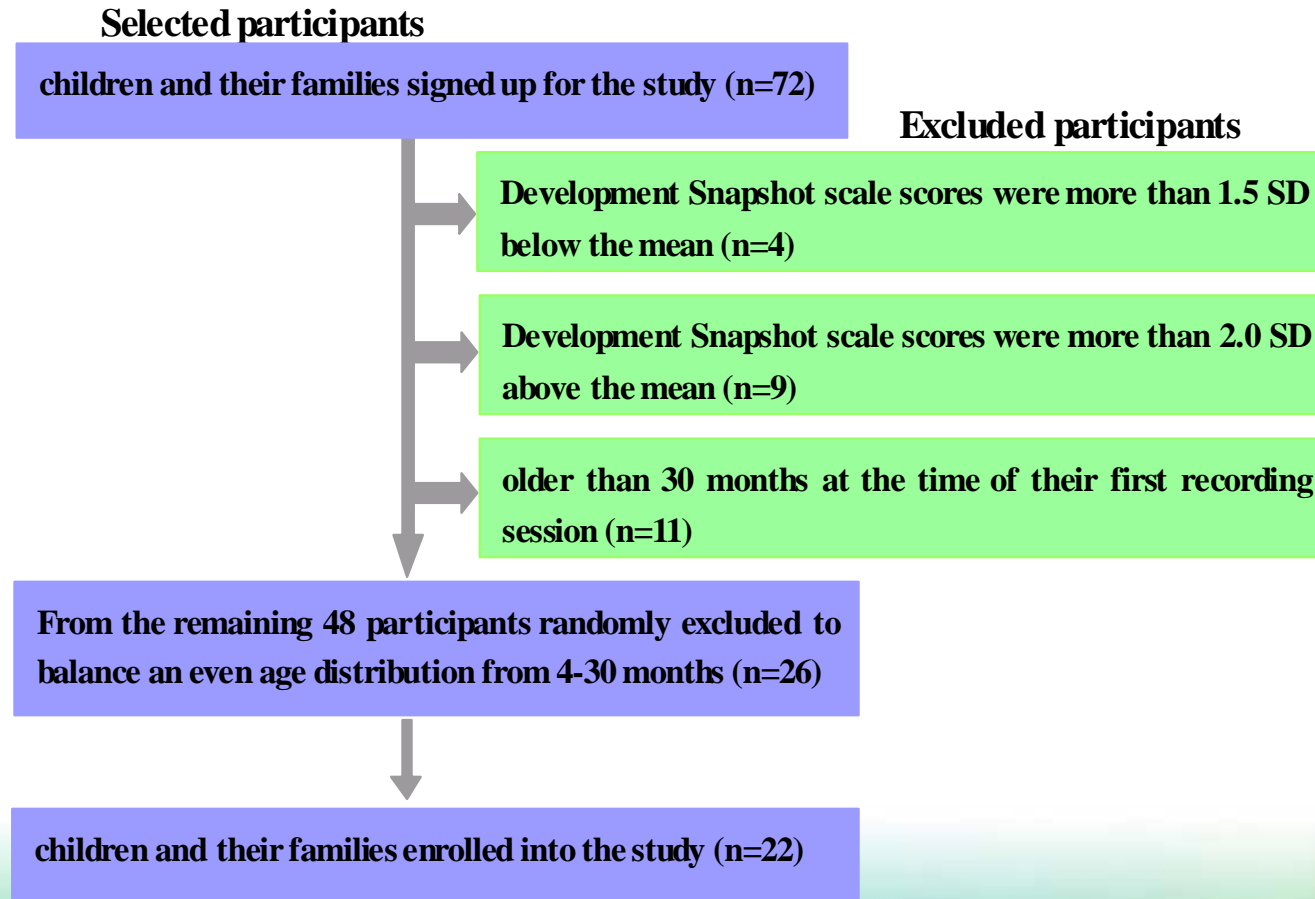 Selected participants
children and their families signed up for the study (n=72)
Excluded participants
Development Snapshot scale scores were more than 1.5 SD
below the mean (n=4)
Development Snapshot scale scores were more than 2.0 SD
above the mean (n=9)
older than 30 months at the time of their first recording
session (n=11)
From the remaining 48 participants randomly excluded to
balance an even age distribution from 4-30 months (n=26)
children and their families enrolled into the study (n=22)